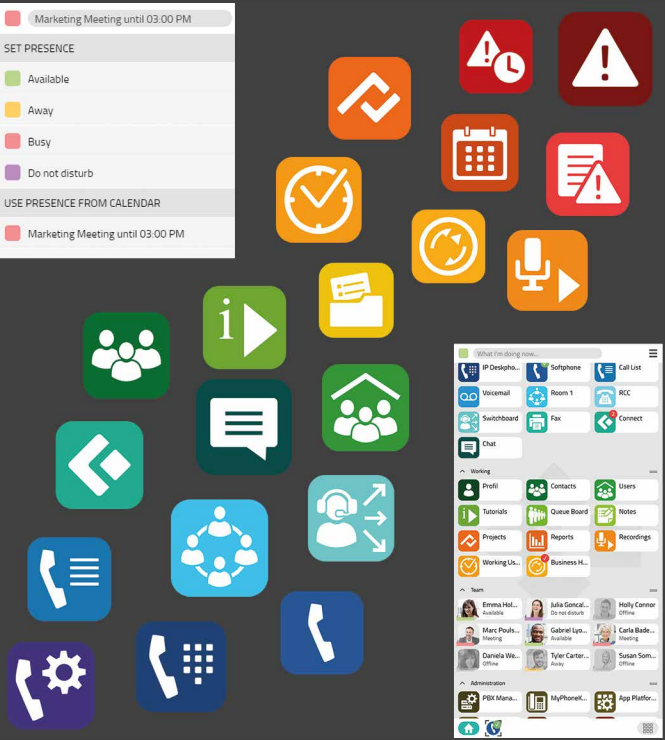 Marketing Meeting until 03:00 PM
SET PRESENCE
Available
Away
Busy
Do not disturb
USE PRESENCE FROM CALENDAR
Marketing Meeting until 03:00 PM
i
What I'm doing now...
IP Deskpho... Softphone Call List
Voicemail Room 1 RCC
Switchboard Fax Connect
2
Chat
Working
Profil Contacts Users
i Tutorials Queue Board Notes
Projects Reports Recordings
Working Us... Business H...
Team
Emma Hol... Julia Goncal... Holly Connor
Available Do not disturb Offline
Marc Pouls... Gabriel Lyo... Carla Bade...
Meeting Available Meeting
Daniela We... Tyler Carter... Susan Som...
Offline Away Offline
Administration
PBX Mana... MyPhoneK... App Platfor...